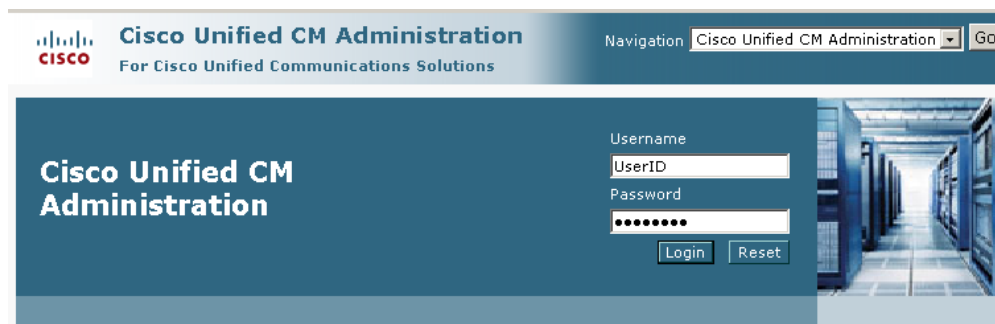 CISCO
Cisco Unified CM Administration
For Cisco Unified Communications Solutions
Navigation Cisco Unified CM Administration Go
Cisco Unified CM
Administration
Username
UserID
Password
••••••••
Login Reset